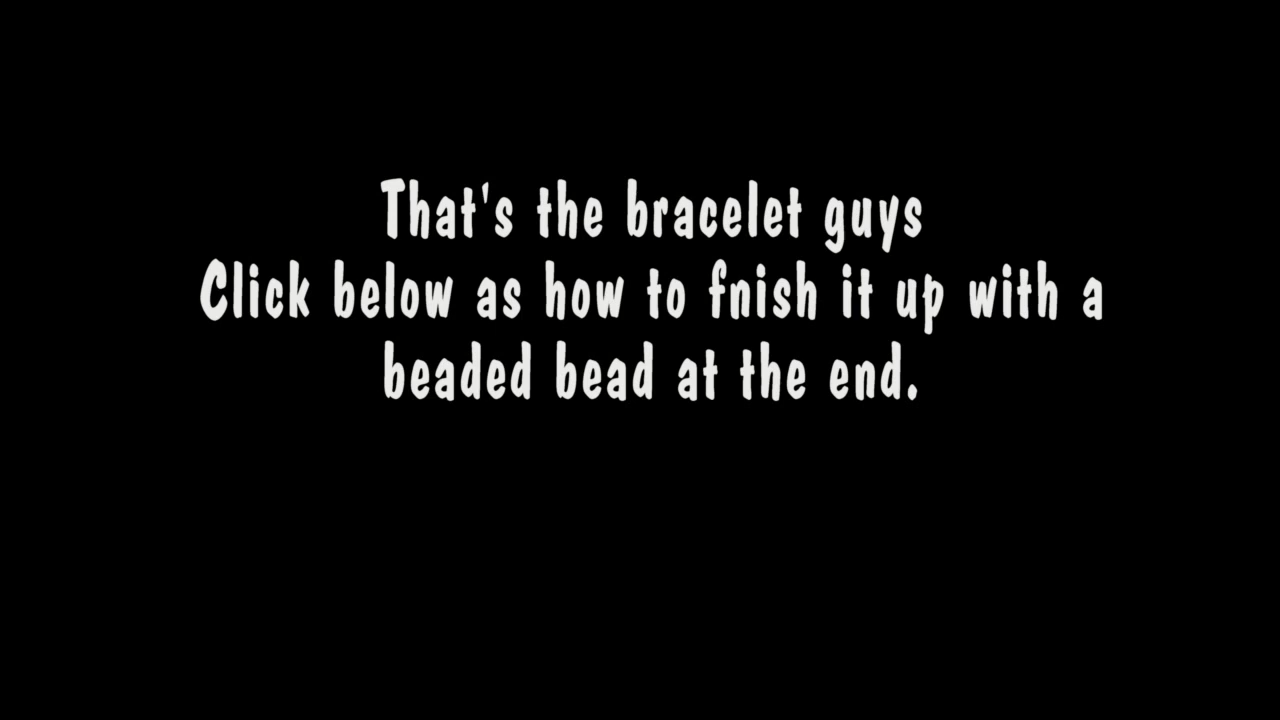 That's the bracelet guys
Click below as how to fnish it up with a
beaded bead at the end.